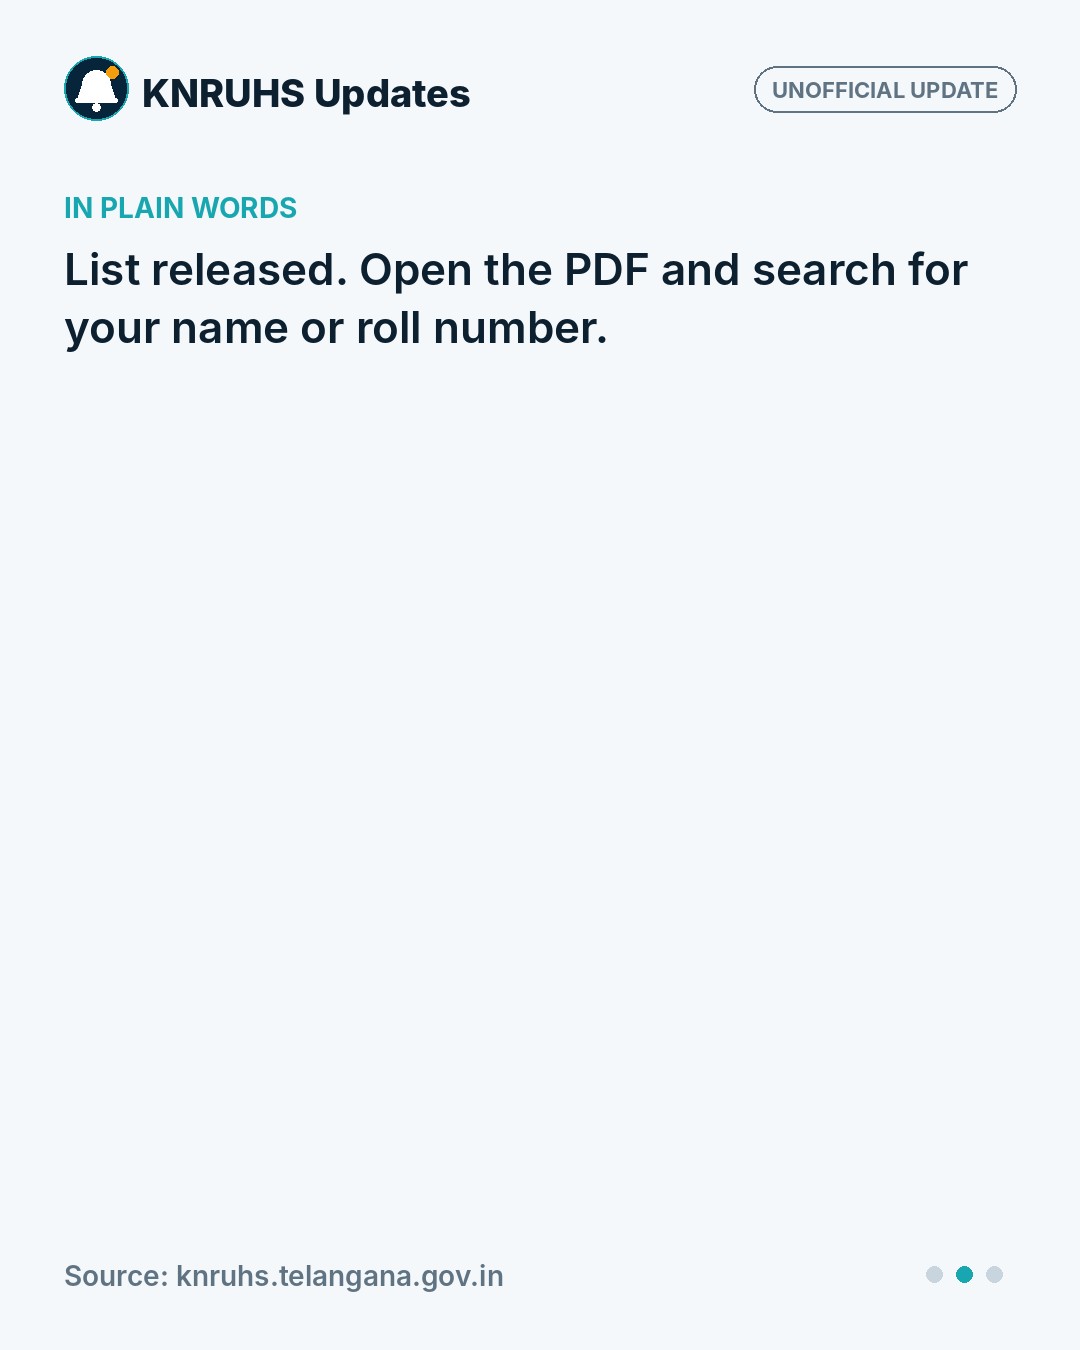 KNRUHS Updates
UNOFFICIAL UPDATE
IN PLAIN WORDS
List released. Open the PDF and search for
your name or roll number.
Source: knruhs.telangana.gov.in